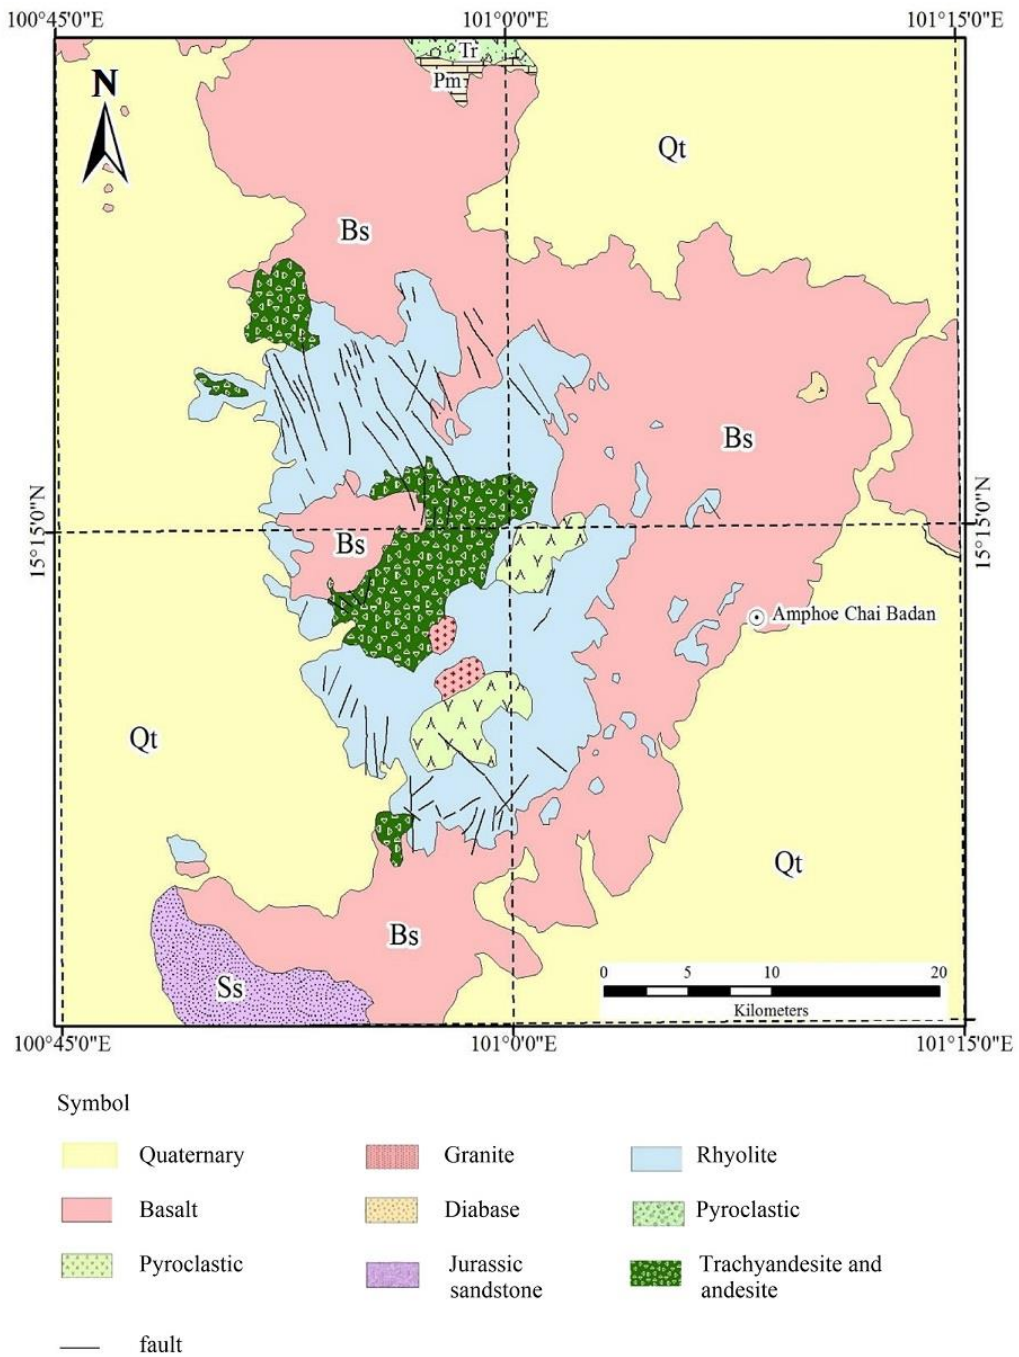 100°45'0"E 101°0'0"E 101°15'0"E
Tr
Pm
N
Qt
Bs
Bs
15°15'0"N 15°15'0"N
Bs
Amphoe Chai Badan
Qt
Qt
Bs
Ss
0 5 10 20
Kilometers
100°45'0"E 101°0'0"E 101°15'0"E
Symbol
Quaternary Granite Rhyolite
Basalt Diabase Pyroclastic
Pyroclastic Jurassic Trachyandesite and
sandstone andesite
fault